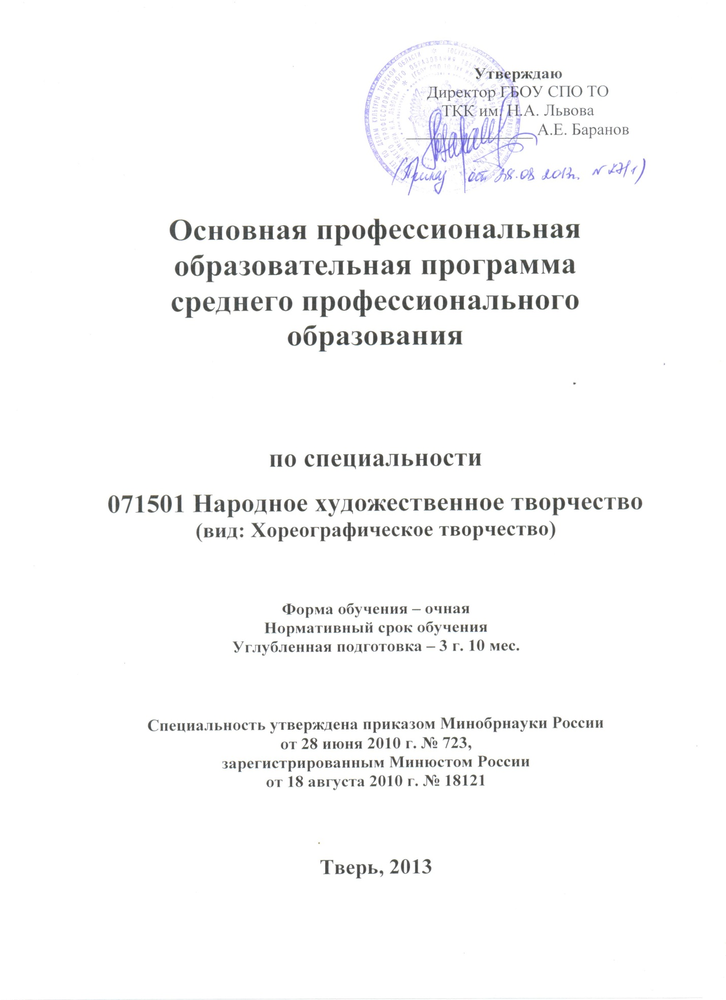 Утверждаю
Директор ГБОУ СПО ТО
ТКК им. Н.А. Львова
А.Е. Баранов
(Приказ от 28.08 2013г. N 27/1)
Основная профессиональная
образовательная программа
среднего профессионального
образования
по специальности
071501 Народное художественное творчество
(вид: Хореографическое творчество)
Форма обучения – очная
Нормативный срок обучения
Углубленная подготовка – 3 г. 10 мес.
Специальность утверждена приказом Минобрнауки России
от 28 июня 2010 г. № 723,
зарегистрированным Минюстом России
от 18 августа 2010 г. № 18121
Тверь, 2013